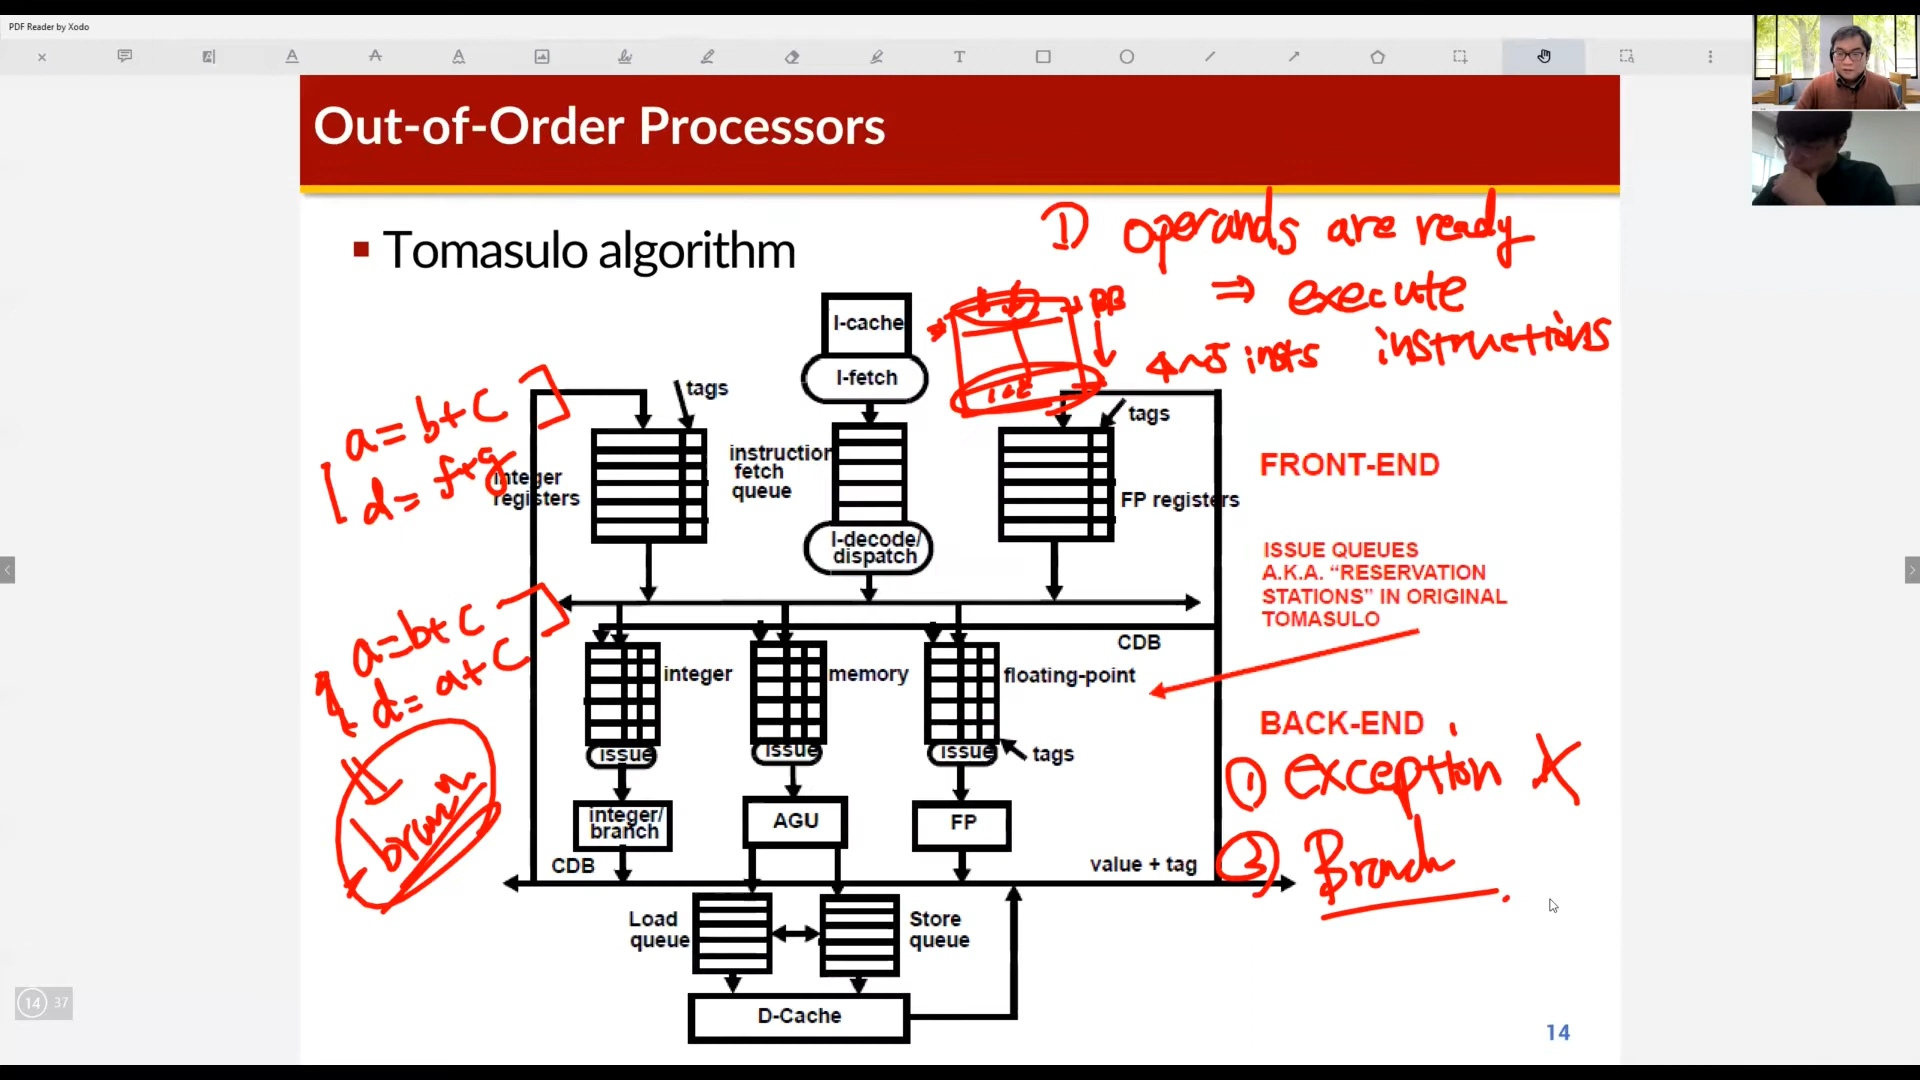 PDF Reader by Xodo
Out-of-Order Processors
▪ Tomasulo algorithm
1) operands are ready
⇒ execute
instructions
4~5 insts
BB
I-cache
I-fetch
tags
tags
a = b + c
d = f + g
integer
registers
instruction
fetch
queue
FP registers
FRONT-END
I-decode/
dispatch
ISSUE QUEUES
A.K.A. “RESERVATION
STATIONS” IN ORIGINAL
TOMASULO
CDB
a = b + c
d = a + c
integer
memory
floating-point
issue
issue
issue
tags
BACK-END
① exception
② Branch
integer/
branch
AGU
FP
CDB
value + tag
Load
queue
Store
queue
D-Cache
14 37
14